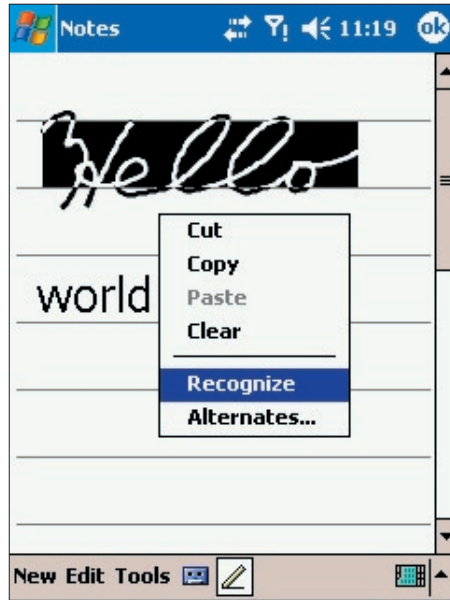 Notes 11:19 ok
Hello
Cut
Copy
world Paste
Clear
Recognize
Alternates...
New Edit Tools